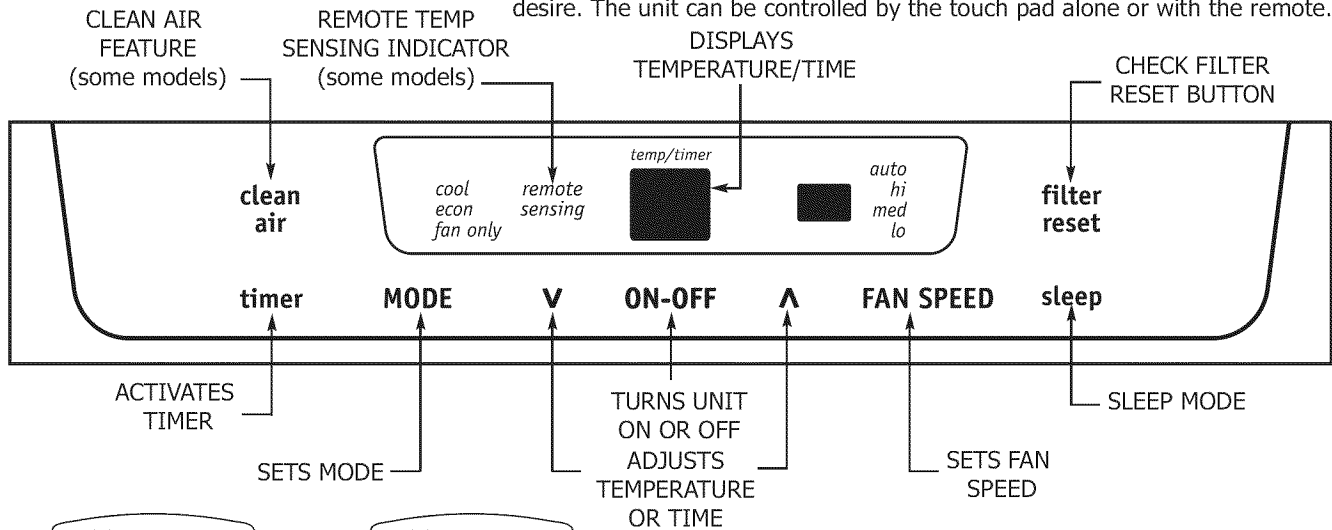 desire. The unit can be controlled by the touch pad alone or with the remote.
CLEAN AIR
FEATURE
(some models)
REMOTE TEMP
SENSING INDICATOR
(some models)
DISPLAYS
TEMPERATURE/TIME
CHECK FILTER
RESET BUTTON
clean
air
cool
econ
fan only
remote
sensing
temp/timer
auto
hi
med
lo
filter
reset
timer
MODE
V
ON-OFF
Λ
FAN SPEED
sleep
ACTIVATES
TIMER
SETS MODE
TURNS UNIT
ON OR OFF
ADJUSTS
TEMPERATURE
OR TIME
SETS FAN
SPEED
SLEEP MODE